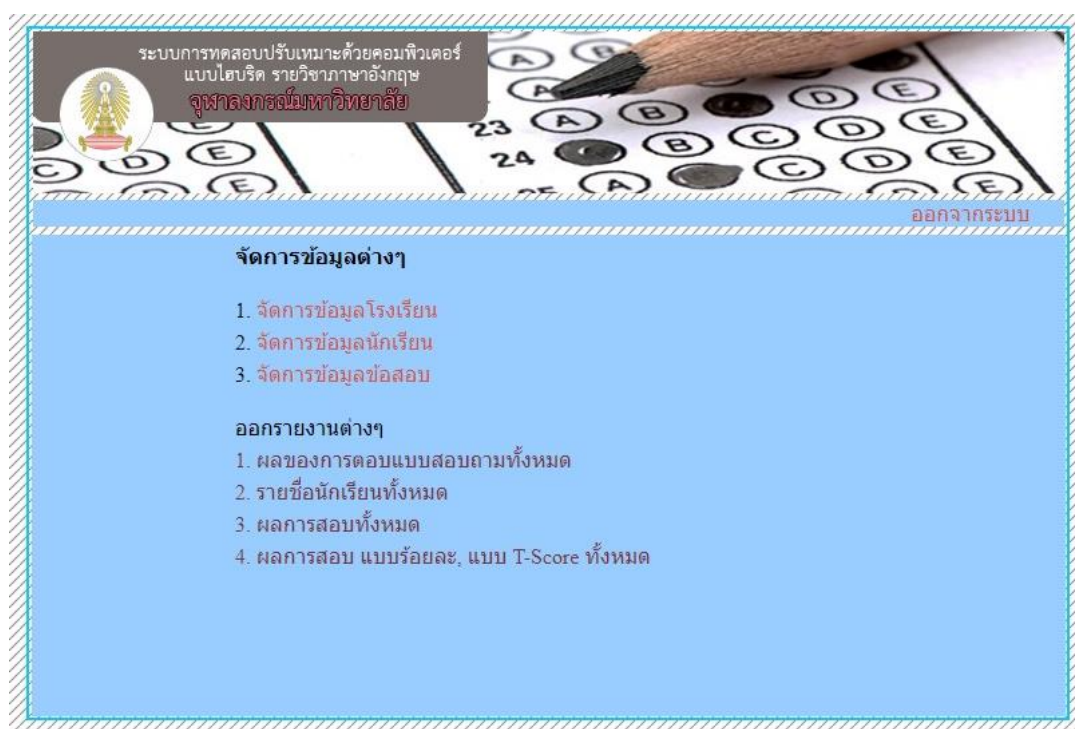 ระบบการทดสอบปรับเหมาะด้วยคอมพิวเตอร์
แบบไฮบริด รายวิชาภาษาอังกฤษ
จุฬาลงกรณ์มหาวิทยาลัย
A B D E
23 A B C D E
24 B C D E
25 A C D E
C D E
D E
ออกจากระบบ
จัดการข้อมูลต่างๆ
1. จัดการข้อมูลโรงเรียน
2. จัดการข้อมูลนักเรียน
3. จัดการข้อมูลข้อสอบ
ออกรายงานต่างๆ
1. ผลของการตอบแบบสอบถามทั้งหมด
2. รายชื่อนักเรียนทั้งหมด
3. ผลการสอบทั้งหมด
4. ผลการสอบ แบบร้อยละ, แบบ T-Score ทั้งหมด